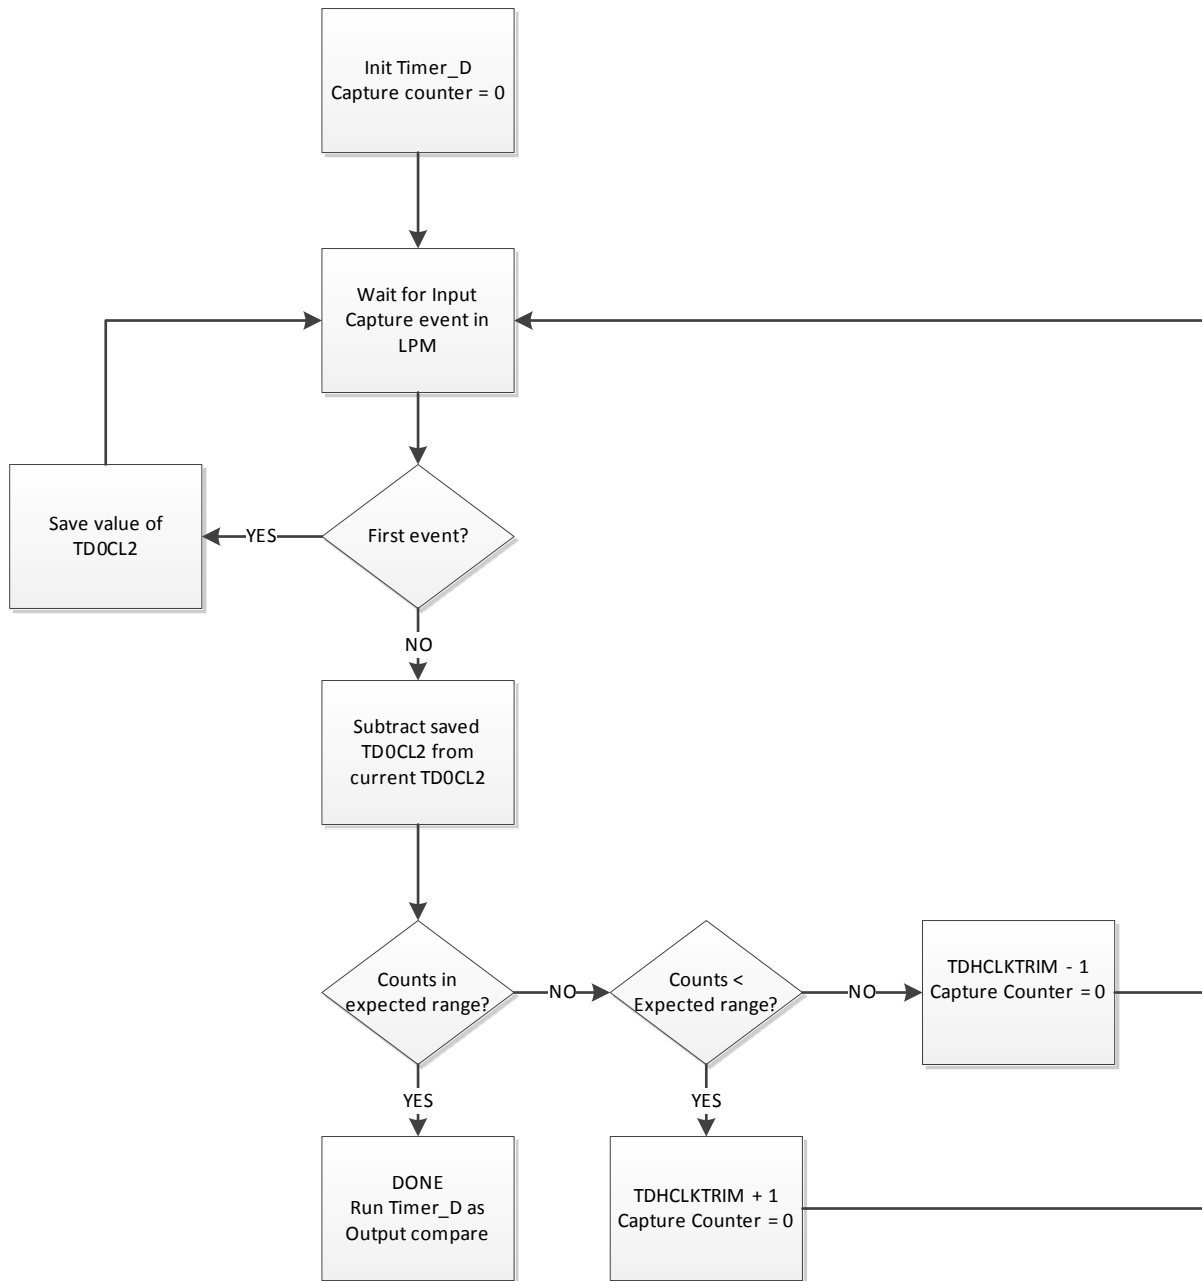 Init Timer_D
Capture counter = 0
Wait for Input
Capture event in
LPM
Save value of
TD0CL2
YES
First event?
NO
Subtract saved
TD0CL2 from
current TD0CL2
Counts in
expected range?
NO
Counts <
Expected range?
NO
TDHCLKTRIM - 1
Capture Counter = 0
YES
YES
DONE
Run Timer_D as
Output compare
TDHCLKTRIM + 1
Capture Counter = 0